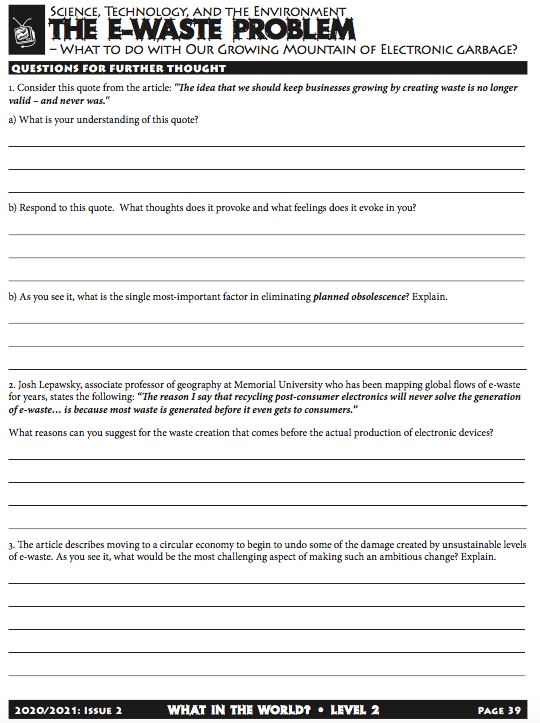 Science, Technology, and the Environment
The E-Waste Problem
– What to do with Our Growing Mountain of Electronic garbage?
Questions For Further Thought
1. Consider this quote from the article: "The idea that we should keep businesses growing by creating waste is no longer
valid – and never was."
a) What is your understanding of this quote?
b) Respond to this quote.  What thoughts does it provoke and what feelings does it evoke in you?
b) As you see it, what is the single most-important factor in eliminating planned obsolescence? Explain.
2. Josh Lepawsky, associate professor of geography at Memorial University who has been mapping global flows of e-waste
for years, states the following: “The reason I say that recycling post-consumer electronics will never solve the generation
of e-waste… is because most waste is generated before it even gets to consumers.”
What reasons can you suggest for the waste creation that comes before the actual production of electronic devices?
3. The article describes moving to a circular economy to begin to undo some of the damage created by unsustainable levels
of e-waste. As you see it, what would be the most challenging aspect of making such an ambitious change? Explain.
2020/2021: Issue 2 What in the World? • Level 2 Page 39